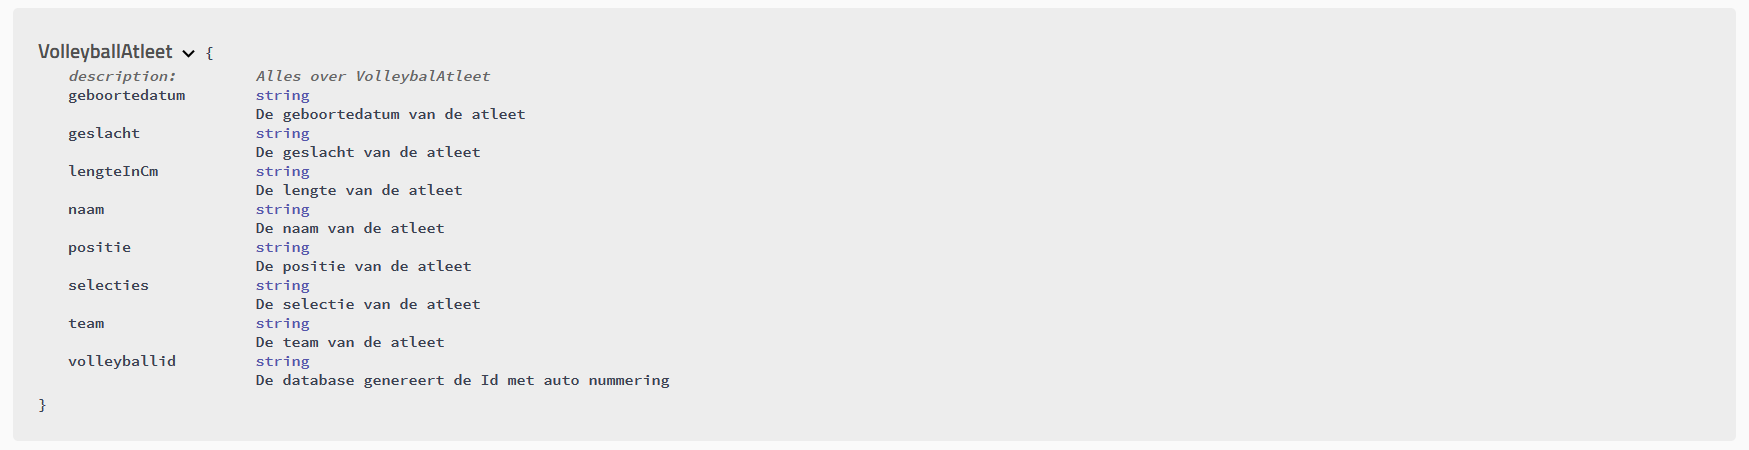 VolleyballAtleet {
description: Alles over VolleybalAtleet
geboortedatum string
De geboortedatum van de atleet
geslacht string
De geslacht van de atleet
lengteInCm string
De lengte van de atleet
naam string
De naam van de atleet
positie string
De positie van de atleet
selecties string
De selectie van de atleet
team string
De team van de atleet
volleyballid string
De database genereert de Id met auto nummering
}